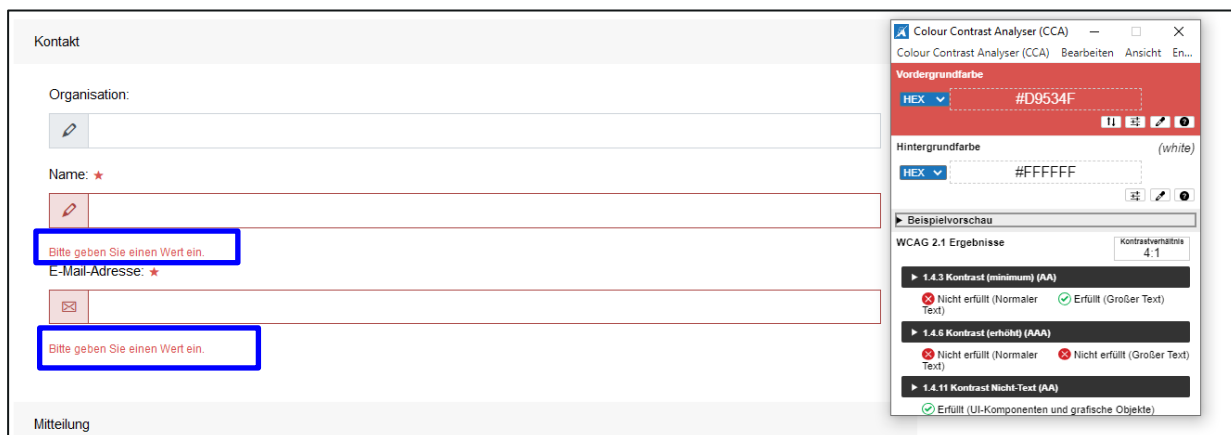 Kontakt
Organisation:
Name: ★
Bitte geben Sie einen Wert ein.
E-Mail-Adresse: ★
Bitte geben Sie einen Wert ein.
Mitteilung
Colour Contrast Analyser (CCA)
Colour Contrast Analyser (CCA) Bearbeiten Ansicht En...
Vordergrundfarbe
HEX #D9534F
Hintergrundfarbe (white)
HEX #FFFFFF
Beispielvorschau
WCAG 2.1 Ergebnisse
Kontrastverhältnis
4:1
1.4.3 Kontrast (minimum) (AA)
Nicht erfüllt (Normaler Text)
Erfüllt (Großer Text)
1.4.6 Kontrast (erhöht) (AAA)
Nicht erfüllt (Normaler Text)
Nicht erfüllt (Großer Text)
1.4.11 Kontrast Nicht-Text (AA)
Erfüllt (UI-Komponenten und grafische Objekte)